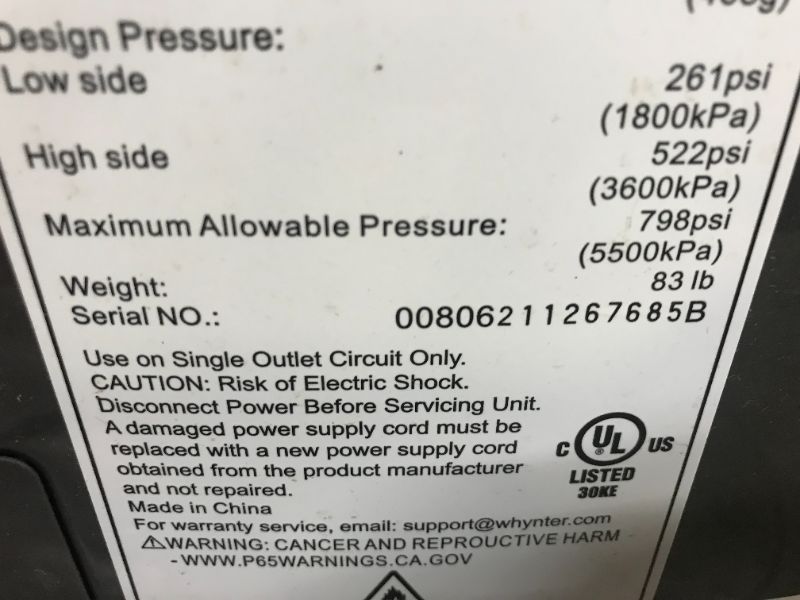 Design Pressure:
Low side 261psi
(1800kPa)
High side 522psi
(3600kPa)
Maximum Allowable Pressure: 798psi
(5500kPa)
Weight: 83 lb
Serial NO.: 00806211267685B
Use on Single Outlet Circuit Only.
CAUTION: Risk of Electric Shock.
Disconnect Power Before Servicing Unit.
A damaged power supply cord must be
replaced with a new power supply cord
obtained from the product manufacturer
and not repaired.
Made in China
For warranty service, email: support@whynter.com
⚠WARNING: CANCER AND REPROUCTIVE HARM
- WWW.P65WARNINGS.CA.GOV
C UL® US
LISTED
30KE